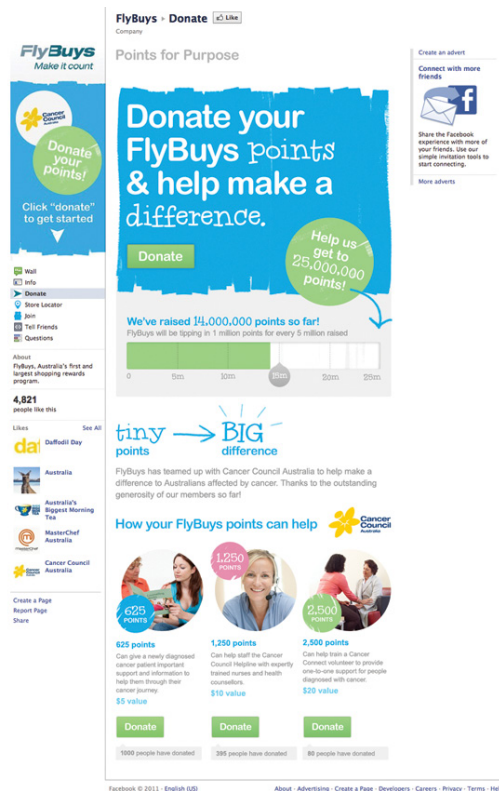 FlyBuys ▸ Donate Like
Company
FlyBuys
Make it count
Cancer
Council
Australia
Donate
your
points!
Click “donate”
to get started
Wall
Info
Donate
Store Locator
Join
Tell Friends
Questions
About
FlyBuys, Australia's first and
largest shopping rewards
program.
4,821
people like this
Likes See All
daf
Daffodil Day
Australia
Australia's
Biggest Morning
Tea
MasterChef
Australia
Cancer Council
Australia
Create a Page
Report Page
Share
Points for Purpose
Donate your
FlyBuys points
& help make a
difference.
Donate
Help us
get to
25,000,000
points!
We've raised 14,000,000 points so far!
FlyBuys will be tipping in 1 million points for every 5 million raised
0 5m 10m 15m 20m 25m
tiny → BIG
points difference
FlyBuys has teamed up with Cancer Council Australia to help make a
difference to Australians affected by cancer. Thanks to the outstanding
generosity of our members so far!
How your FlyBuys points can help
Cancer
Council
Australia
625
POINTS
625 points
Can give a newly diagnosed
cancer patient important
support and information to
help them through their
cancer journey.
$5 value
Donate
1000 people have donated
1,250
POINTS
1,250 points
Can help staff the Cancer
Council Helpline with expertly
trained nurses and health
counsellors.
$10 value
Donate
395 people have donated
2,500
POINTS
2,500 points
Can help train a Cancer
Connect volunteer to provide
one-to-one support for people
diagnosed with cancer.
$20 value
Donate
80 people have donated
Create an advert
Connect with more
friends
Share the Facebook
experience with more of
your friends. Use our
simple invitation tools to
start connecting.
More adverts
Facebook © 2011 · English (US)
About · Advertising · Create a Page · Developers · Careers · Privacy · Terms · Hel